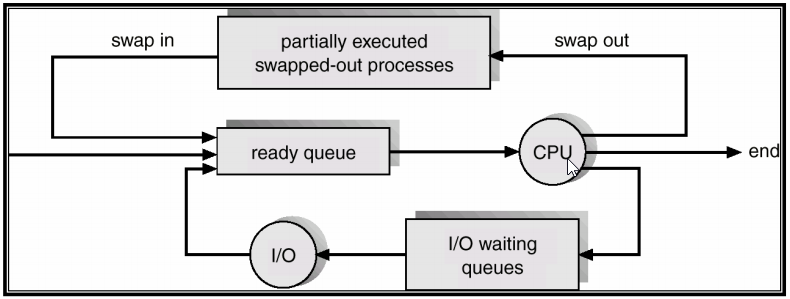 swap in
partially executed
swapped-out processes
swap out
ready queue
CPU
end
I/O
I/O waiting
queues